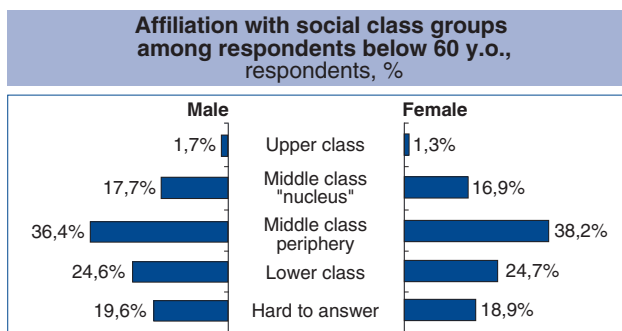 Affiliation with social class groups
among respondents below 60 y.o.,
respondents, %
Male Female
1,7% Upper class 1,3%
17,7% Middle class "nucleus" 16,9%
36,4% Middle class periphery 38,2%
24,6% Lower class 24,7%
19,6% Hard to answer 18,9%